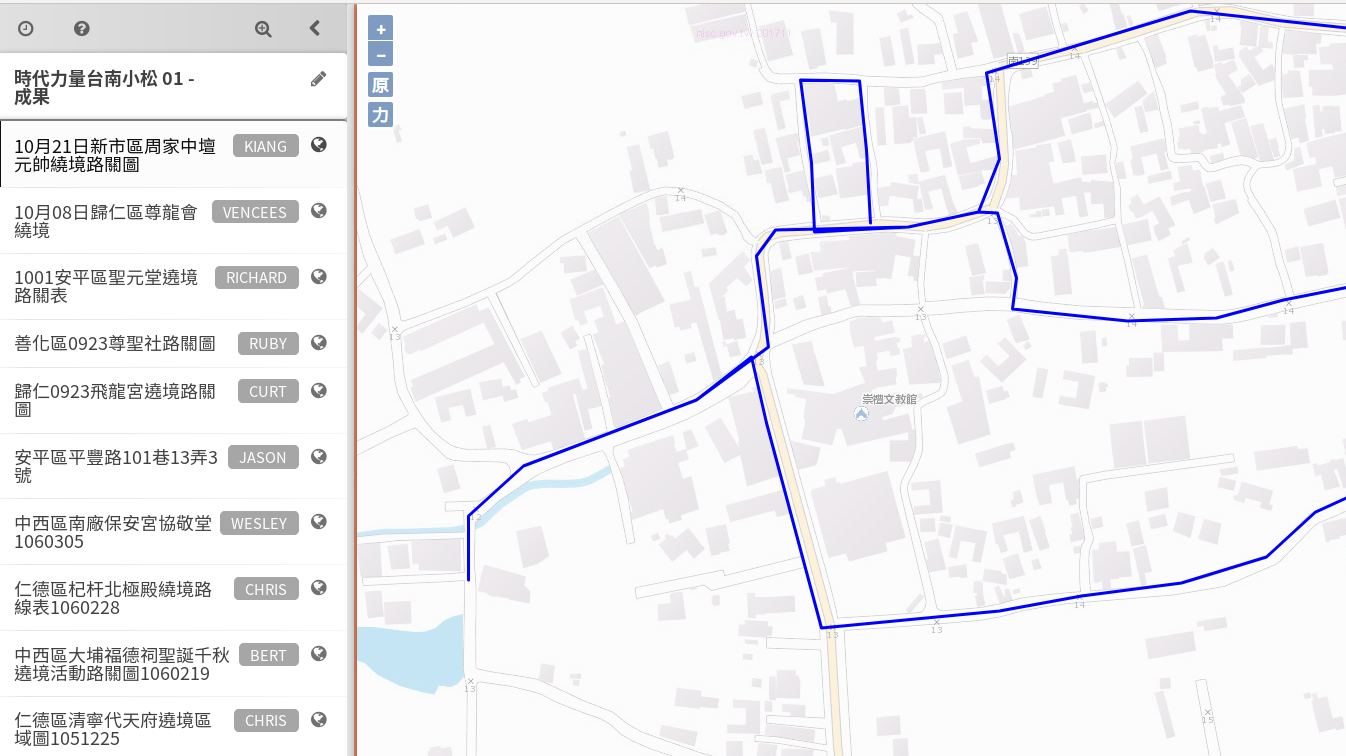 時代力量台南小松 01 -
成果
10月21日新市區周家中壇
元帥繞境路關圖
KIANG
10月08日歸仁區尊龍會
繞境
VENCEES
1001安平區聖元堂遶境
路關表
RICHARD
善化區0923尊聖社路關圖
RUBY
歸仁0923飛龍宮遶境路關
圖
CURT
安平區平豐路101巷13弄3
號
JASON
中西區南廠保安宮協敬堂
1060305
WESLEY
仁德區杞杆北極殿繞境路
線表1060228
CHRIS
中西區大埔福德祠聖誕千秋
遶境活動路關圖1060219
BERT
仁德區清寧代天府遶境區
域圖1051225
CHRIS
+
−
原
力
14
14
14
南139
14
13
13
14
14
13
3
崇禮文教館
12
13
13
14
13
15